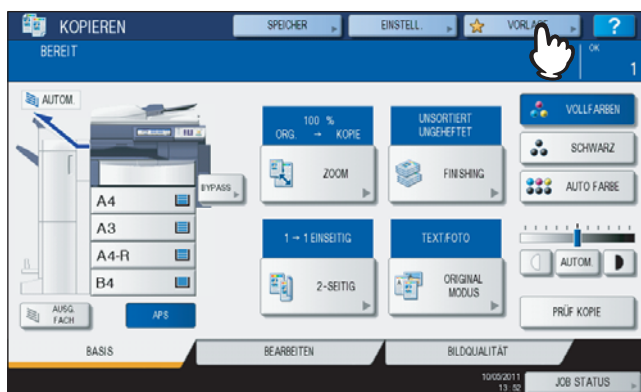 KOPIEREN
SPEICHER
EINSTELL.
VORLAGE
?
BEREIT
OK
1
AUTOM.
100 %
ORG. → KOPIE
ZOOM
UNSORTIERT
UNGEHEFTET
FINISHING
VOLLFARBEN
SCHWARZ
AUTO FARBE
BYPASS
A4
A3
A4-R
B4
1 → 1 EINSEITIG
2-SEITIG
TEXT/FOTO
ORIGINAL
MODUS
AUTOM.
AUSG.
FACH
APS
PRÜF KOPIE
BASIS
BEARBEITEN
BILDQUALITÄT
10/05/2011
13 52
JOB STATUS